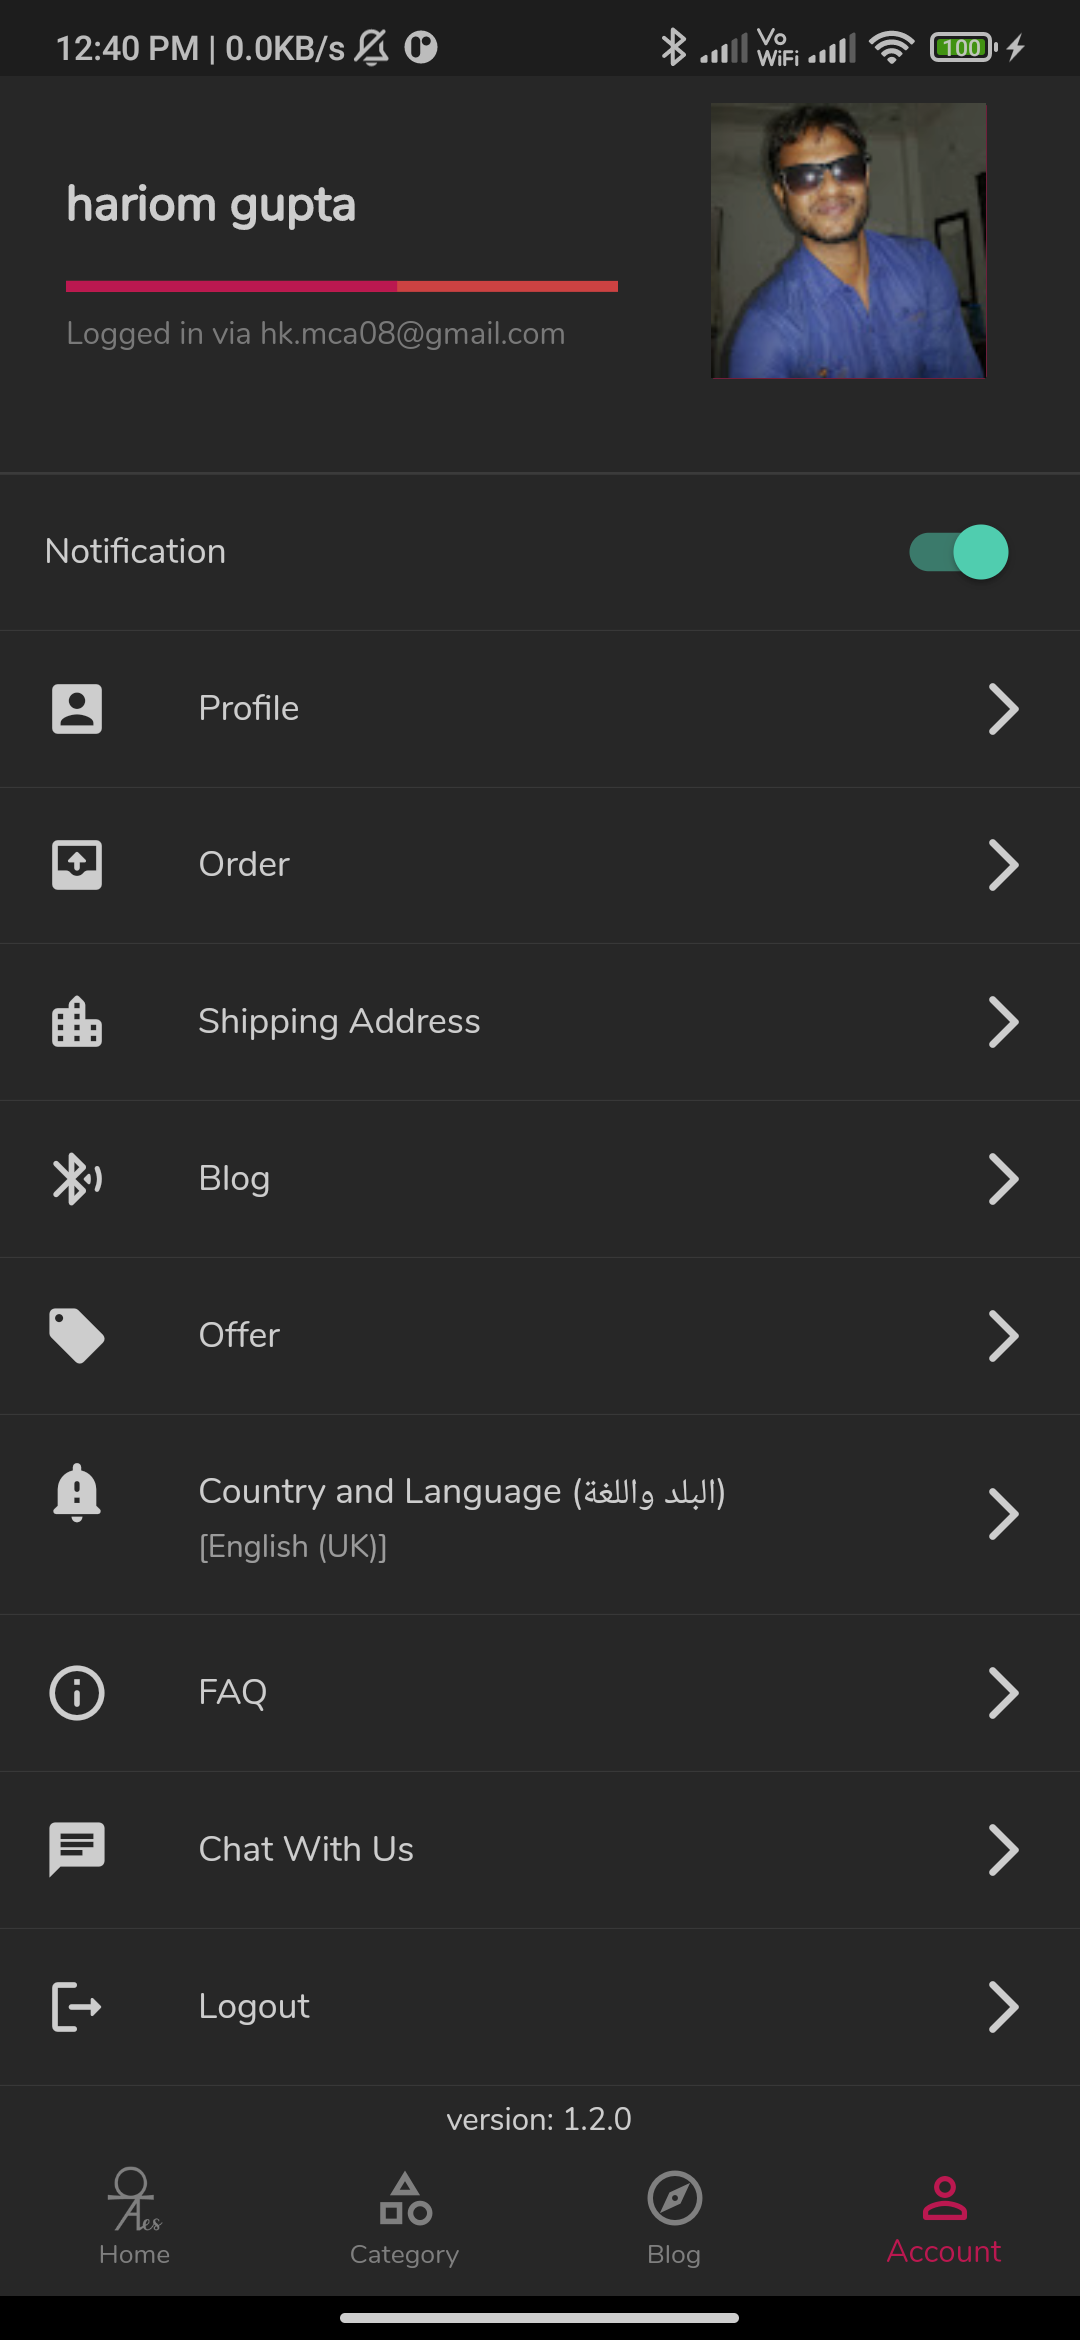 12:40 PM | 0.0KB/s
Vo
WiFi
100
hariom gupta
Logged in via hk.mca08@gmail.com
Notification
Profile
Order
Shipping Address
Blog
Offer
Country and Language (البلد واللغة)
[English (UK)]
FAQ
Chat With Us
Logout
version: 1.2.0
Aes
Home
Category
Blog
Account